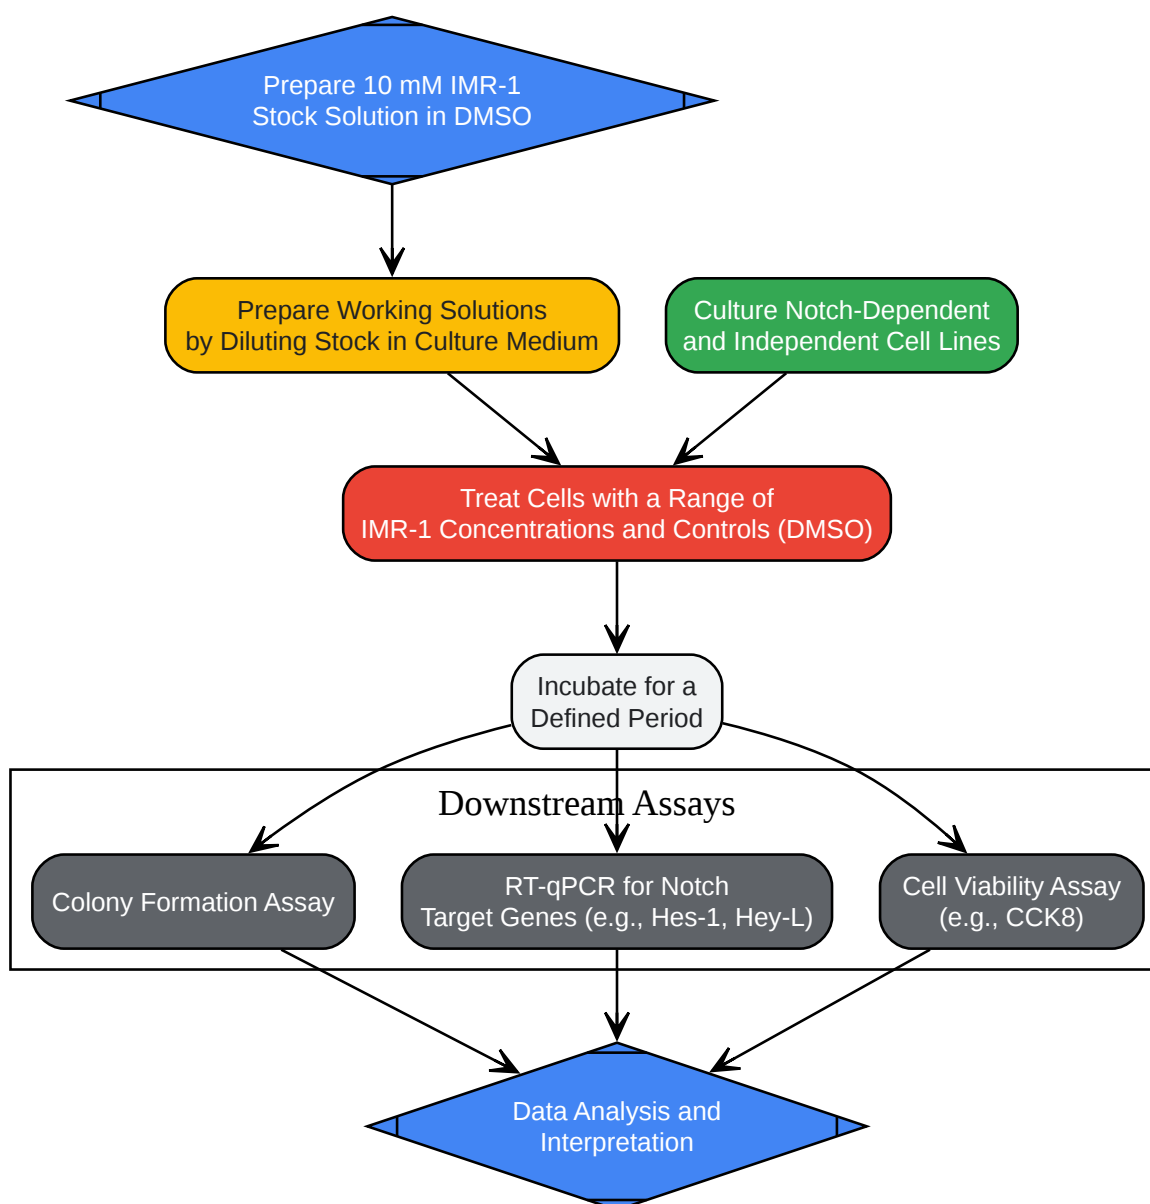 Prepare 10 mM IMR-1
Stock Solution in DMSO
Prepare Working Solutions
by Diluting Stock in Culture Medium
Culture Notch-Dependent
and Independent Cell Lines
Treat Cells with a Range of
IMR-1 Concentrations and Controls (DMSO)
Incubate for a
Defined Period
Downstream Assays
Colony Formation Assay
RT-qPCR for Notch
Target Genes (e.g., Hes-1, Hey-L)
Cell Viability Assay
(e.g., CCK8)
Data Analysis and
Interpretation